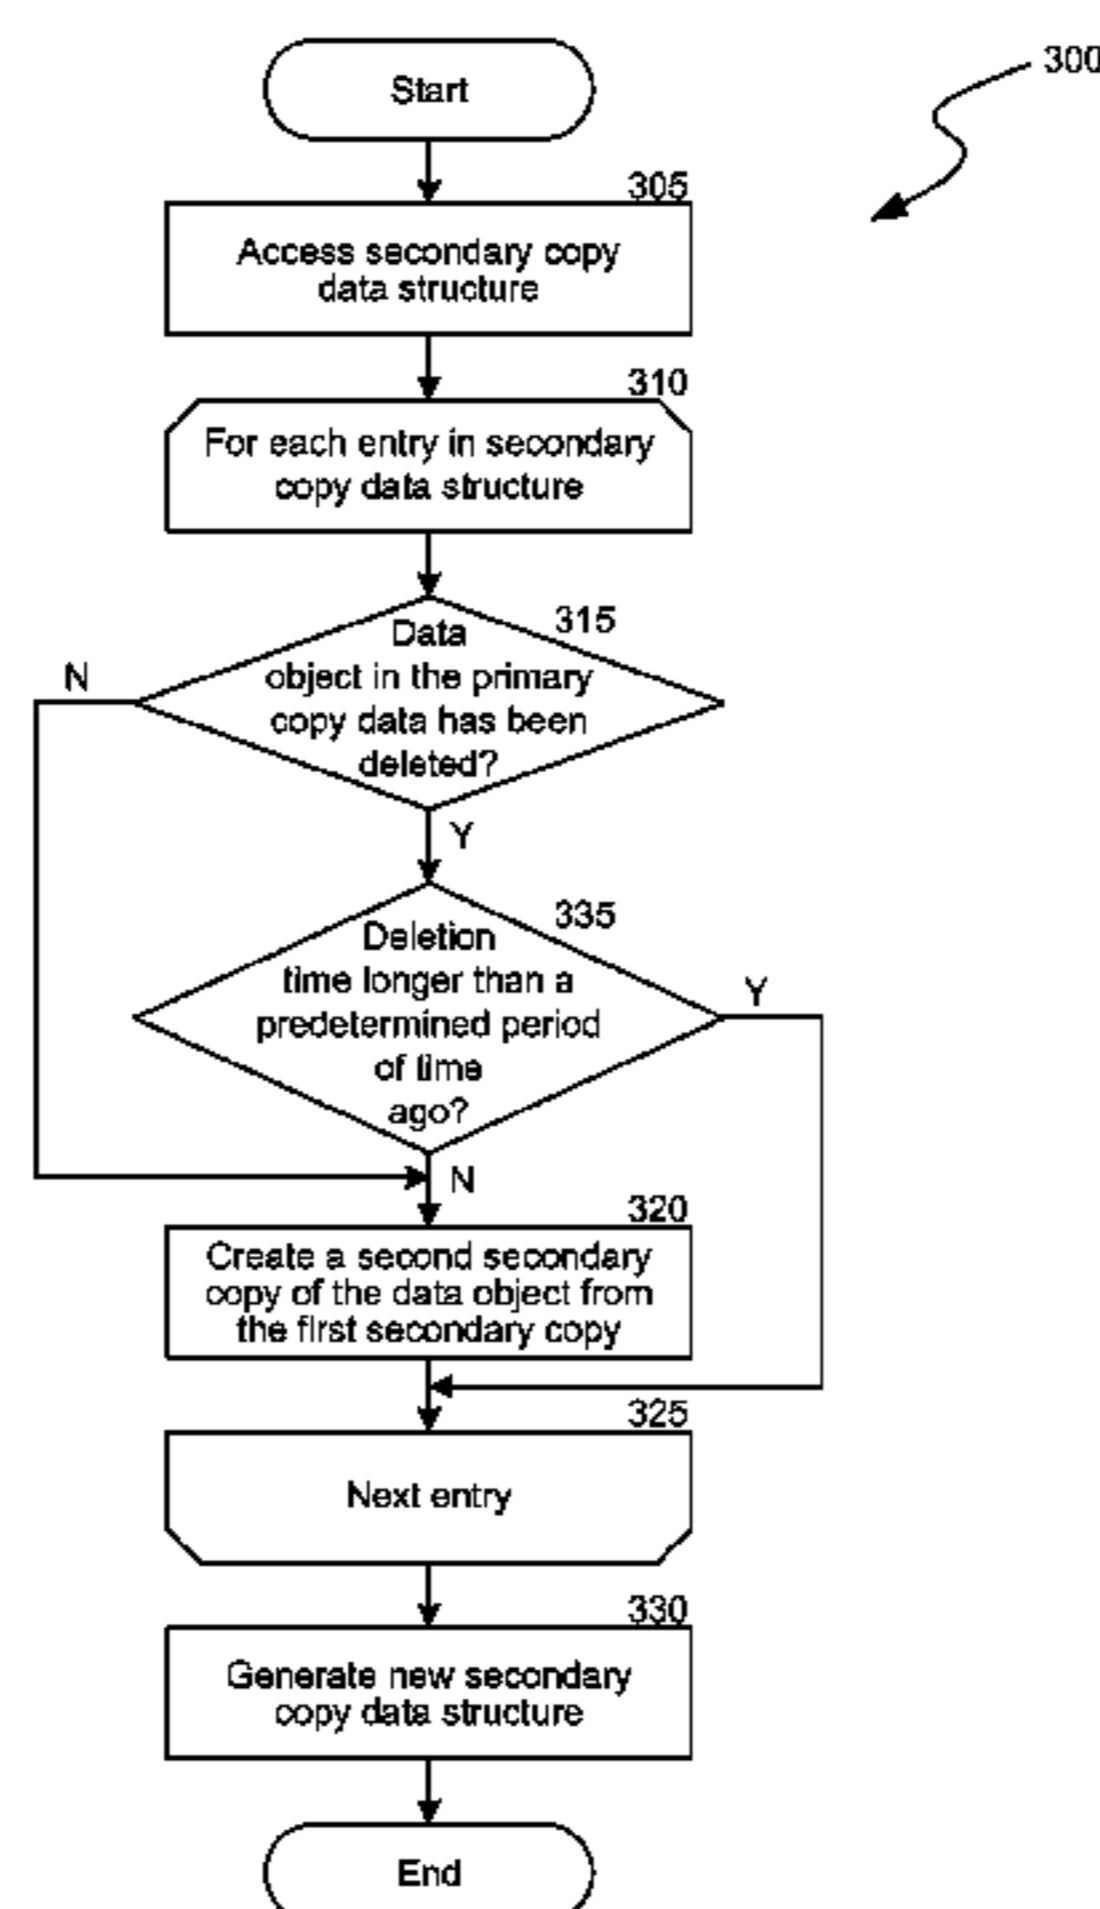 Start
300
305
Access secondary copy
data structure
310
For each entry in secondary
copy data structure
315
Data
object in the primary
copy data has been
deleted?
N
Y
335
Deletion
time longer than a
predetermined period
of time
ago?
Y
N
320
Create a second secondary
copy of the data object from
the first secondary copy
325
Next entry
330
Generate new secondary
copy data structure
End